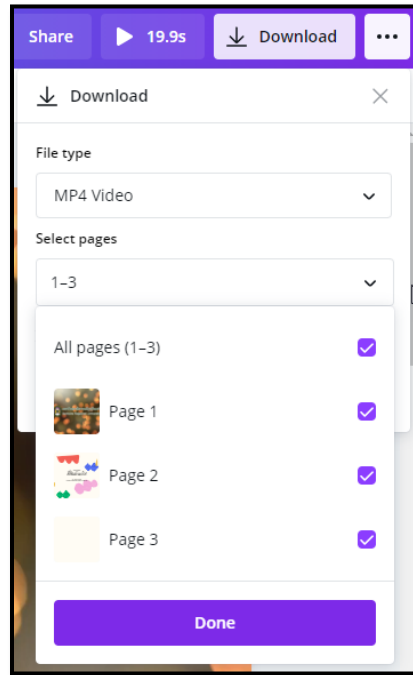 Share 19.9s Download
Download
File type
MP4 Video
Select pages
1–3
All pages (1–3)
Page 1
Page 2
Page 3
Done